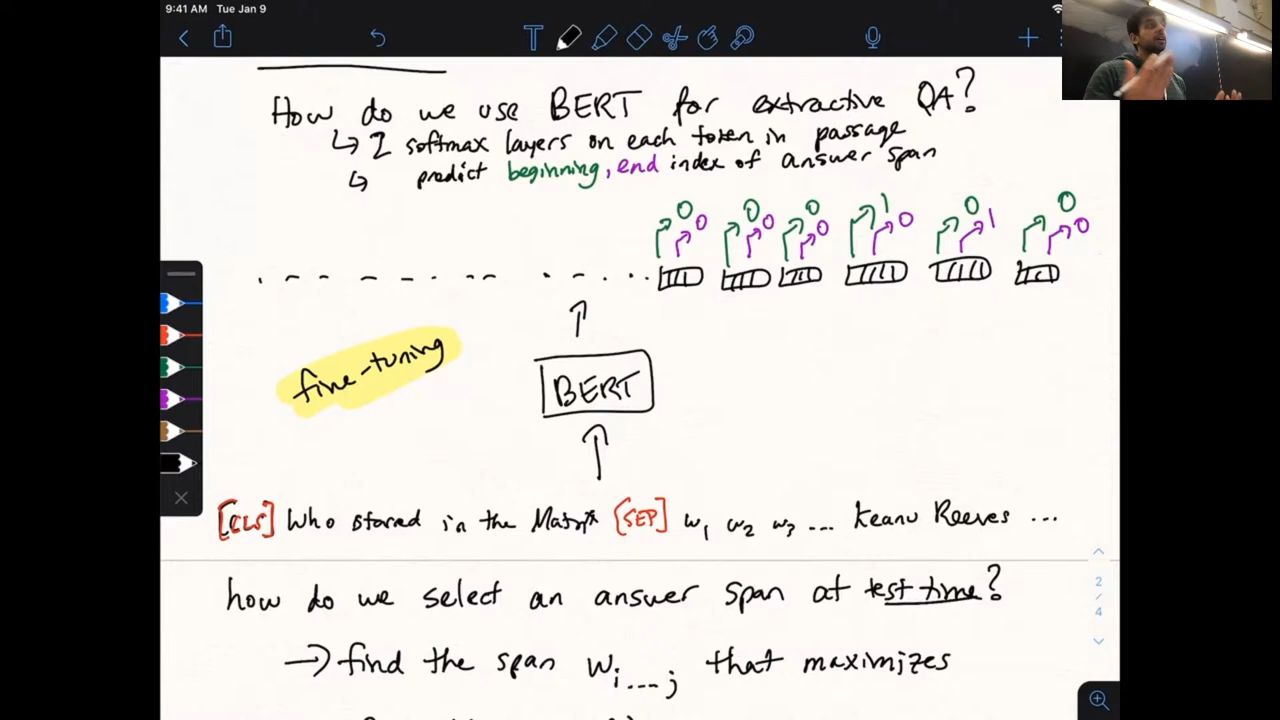 9:41 AM Tue Jan 9
How do we use BERT for extractive QA?
↳ 2 softmax layers on each token in passage
↳ predict beginning, end index of answer span
0 0 0 0 0 0 1 0 0 1 0 0
fine-tuning
BERT
[CLS] Who starred in the Matrix [SEP] w1 w2 w3 ... Keanu Reeves ...
2/4
how do we select an answer span at test time?
→ find the span wi...j that maximizes